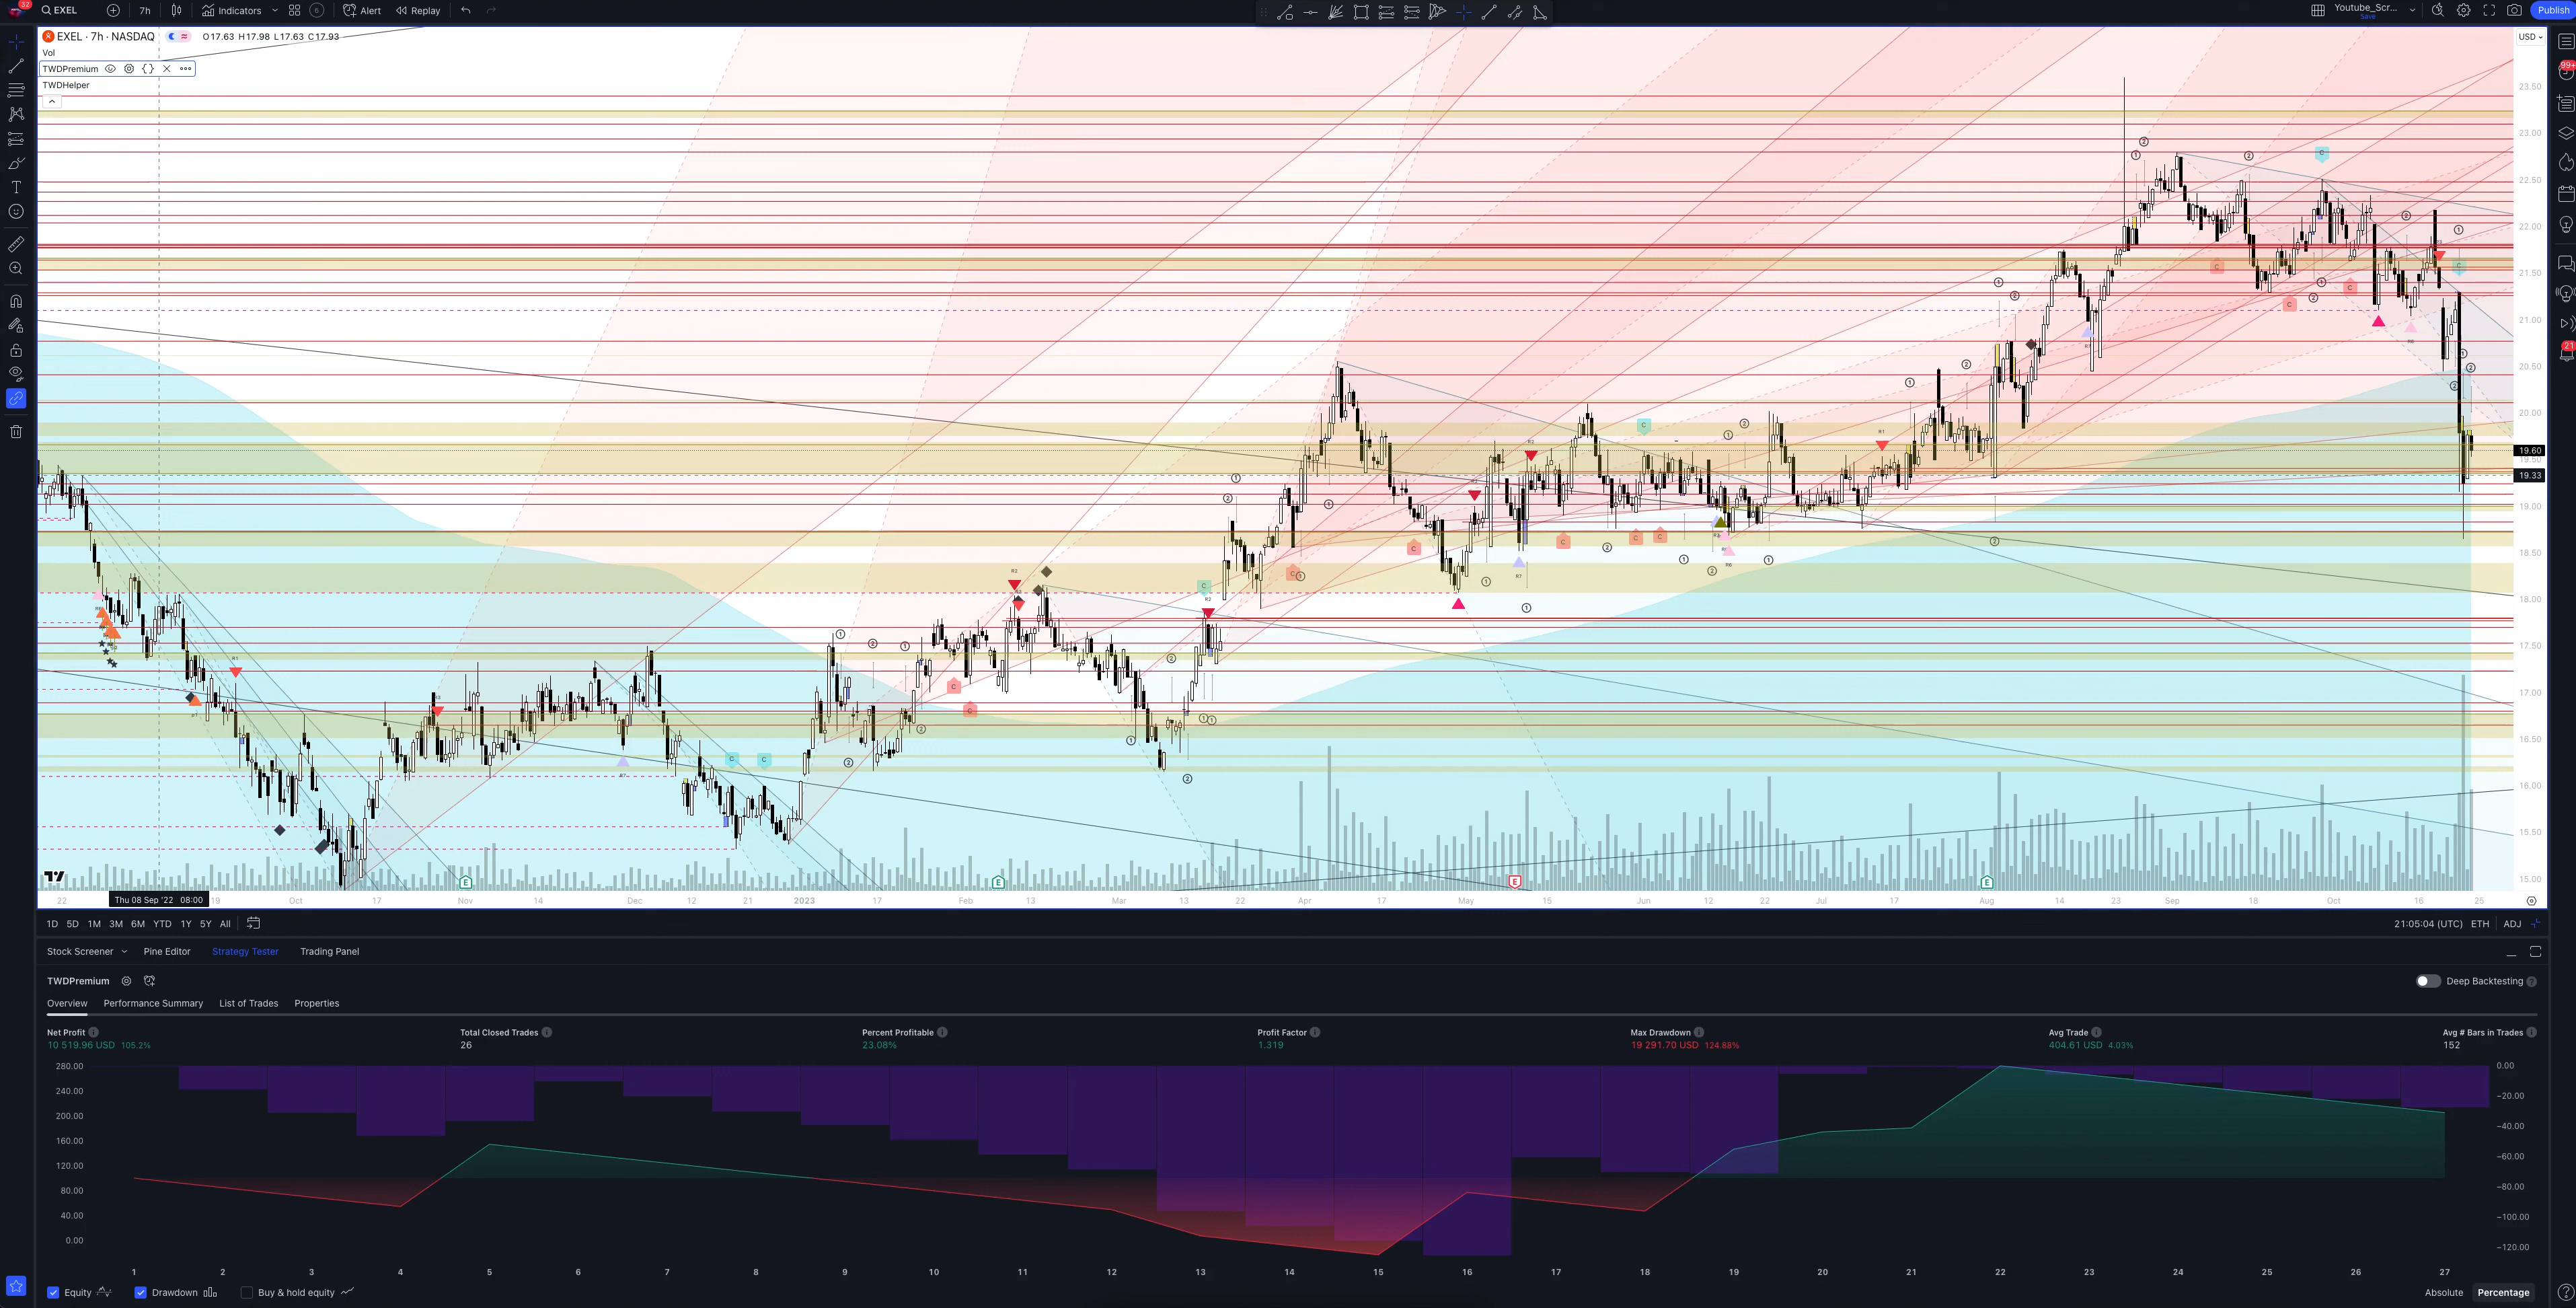 32
EXEL
7h
Indicators
6
Alert
Replay
Youtube_Scr...
Save
Publish
EXEL · 7h · NASDAQ
O17.63 H17.98 L17.63 C17.93
USD
Vol
TWDPremium
TWDHelper
99+
21
23.50
23.00
22.50
22.00
21.50
21.00
20.50
20.00
19.60
19.50
19.33
19.00
18.50
18.00
17.50
17.00
16.50
16.00
15.50
15.00
22
Thu 08 Sep '22 08:00
19
Oct
17
Nov
14
Dec
12
21
2023
17
Feb
13
Mar
13
22
Apr
17
May
15
Jun
12
22
Jul
17
Aug
14
23
Sep
18
Oct
16
25
1D 5D 1M 3M 6M YTD 1Y 5Y All
21:05:04 (UTC) ETH ADJ
Stock Screener Pine Editor Strategy Tester Trading Panel
TWDPremium
Deep Backtesting
Overview Performance Summary List of Trades Properties
Net Profit Total Closed Trades Percent Profitable Profit Factor Max Drawdown Avg Trade Avg # Bars in Trades
10 519.96 USD 105.2% 26 23.08% 1.319 19 291.70 USD 124.88% 404.61 USD 4.03% 152
280.00 0.00
240.00
−20.00
200.00
160.00 −40.00
120.00 −60.00
80.00 −80.00
40.00 −100.00
0.00 −120.00
1 2 3 4 5 6 7 8 9 10 11 12 13 14 15 16 17 18 19 20 21 22 23 24 25 26 27
Equity Drawdown Buy & hold equity Absolute Percentage